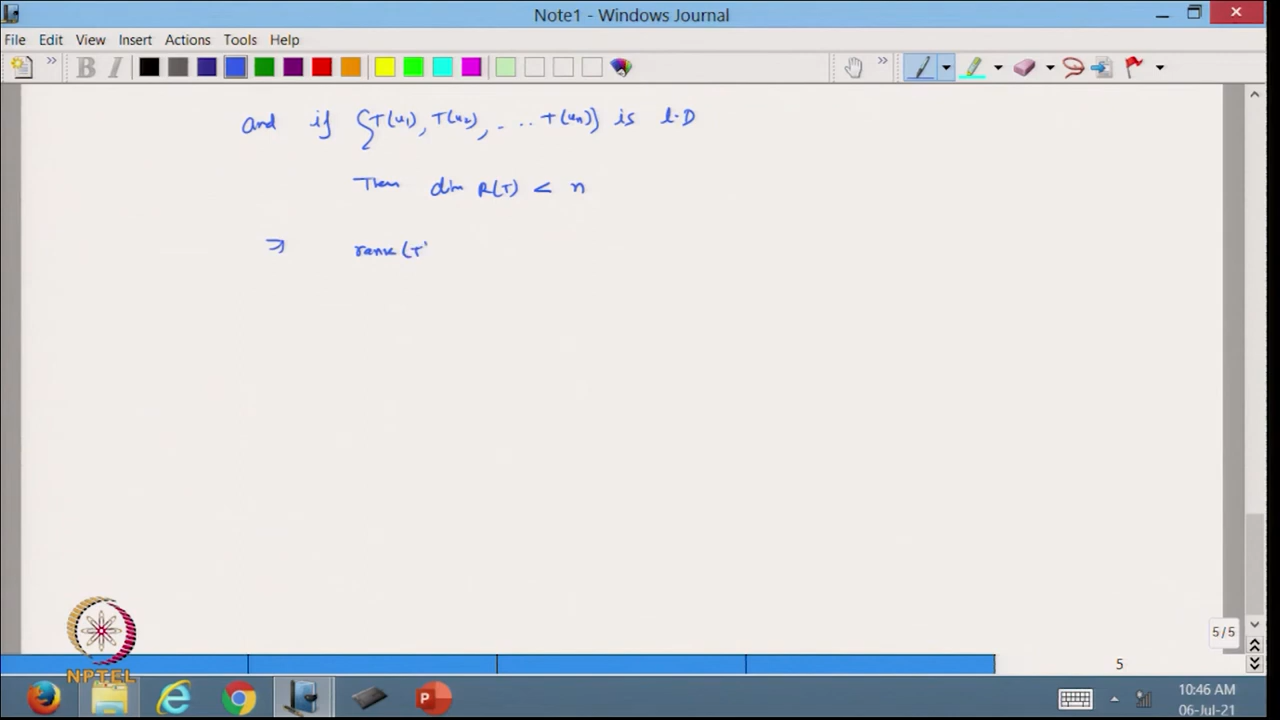 Note1 - Windows Journal
File Edit View Insert Actions Tools Help
B I
And if {T(u1), T(u2), ... T(un)} is l.D
Then dim R(T) < n
⇒ rank(T)
5/5
5
NPTEL
10:46 AM
06-Jul-21